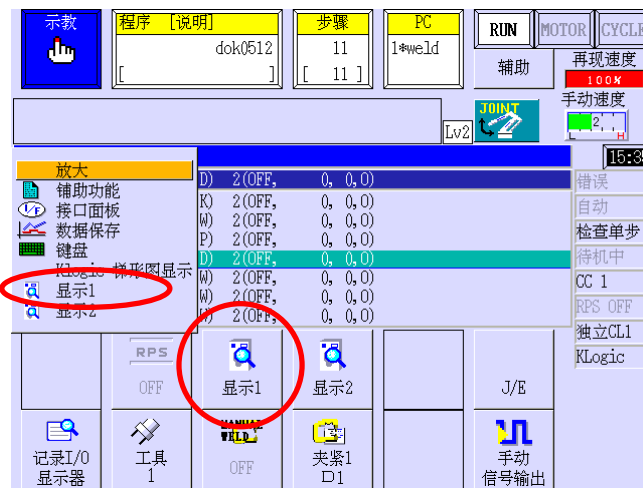 示教
程序 [说明]
dok0512
[ ]
步骤
11
[ 11 ]
PC
1*weld
RUN
MOTOR
CYCLE
辅助
再现速度
100%
手动速度
2
L H
Lv2
JOINT
15:35
放大
辅助功能
I/F 接口面板
数据保存
键盘
Klogic 梯形图显示
显示1
显示2
D) 2(OFF, 0, 0,0)
K) 2(OFF, 0, 0,0)
W) 2(OFF, 0, 0,0)
P) 2(OFF, 0, 0,0)
D) 2(OFF, 0, 0,0)
W) 2(OFF, 0, 0,0)
W) 2(OFF, 0, 0,0)
W) 2(OFF, 0, 0,0)
错误
自动
检查单步
待机中
CC 1
RPS OFF
独立CL1
KLogic
RPS
OFF
显示1
显示2
J/E
记录I/O
显示器
工具
1
MANUAL
WELD
OFF
夹紧1
D1
手动
信号输出